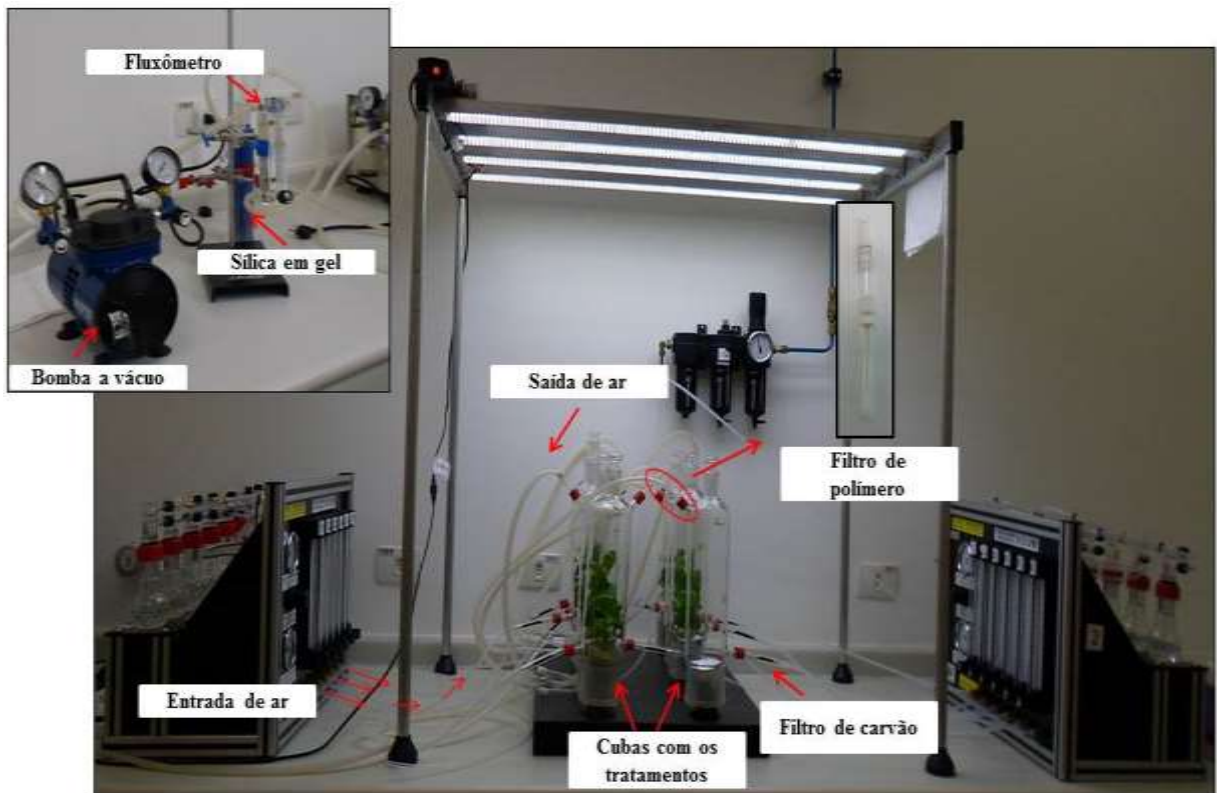 Fluxômetro
Sílica em gel
Bomba a vácuo
Saída de ar
Filtro de
polímero
Entrada de ar
Cubas com os
tratamentos
Filtro de carvão
2